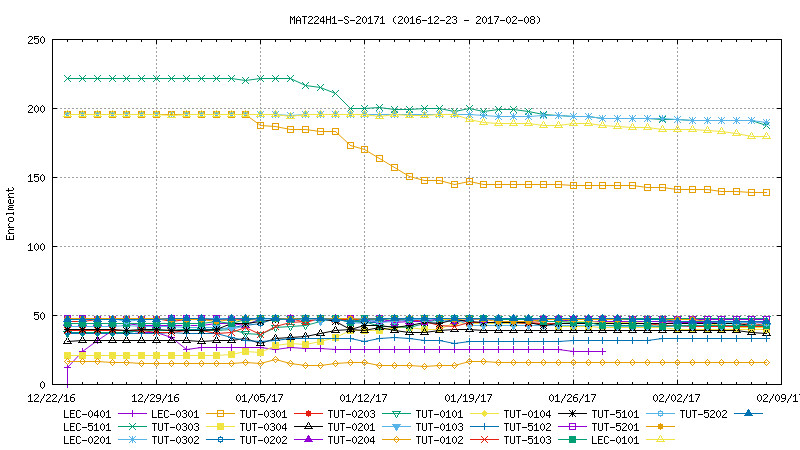 MAT224H1-S-20171 (2016-12-23 - 2017-02-08)
250
200
150
100
50
0
Enrolment
12/22/16 12/29/16 01/05/17 01/12/17 01/19/17 01/26/17 02/02/17 02/09/17
LEC-0401 LEC-0301 TUT-0301 TUT-0203 TUT-0101 TUT-0104 TUT-5101 TUT-5202
LEC-5101 TUT-0303 TUT-0304 TUT-0201 TUT-0103 TUT-5102 TUT-5201
LEC-0201 TUT-0302 TUT-0202 TUT-0204 TUT-0102 TUT-5103 LEC-0101